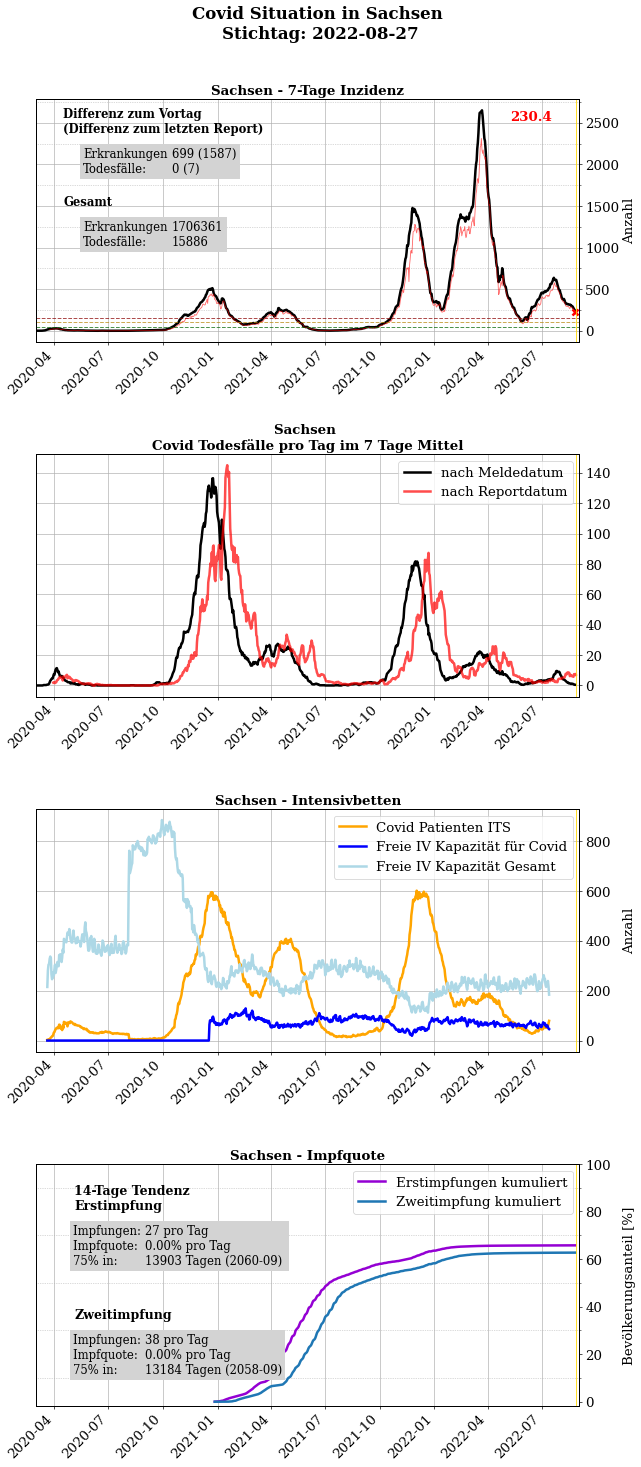 Covid Situation in Sachsen
Stichtag: 2022-08-27
Sachsen - 7-Tage Inzidenz
Differenz zum Vortag
(Differenz zum letzten Report)
Erkrankungen 699 (1587)
Todesfälle: 0 (7)
Gesamt
Erkrankungen 1706361
Todesfälle: 15886
230.4
2500
2000
1500
1000
500
0
Anzahl
2020-04
2020-07
2020-10
2021-01
2021-04
2021-07
2021-10
2022-01
2022-04
2022-07
Sachsen
Covid Todesfälle pro Tag im 7 Tage Mittel
nach Meldedatum
nach Reportdatum
140
120
100
80
60
40
20
0
2020-04
2020-07
2020-10
2021-01
2021-04
2021-07
2021-10
2022-01
2022-04
2022-07
Sachsen - Intensivbetten
Covid Patienten ITS
Freie IV Kapazität für Covid
Freie IV Kapazität Gesamt
800
600
400
200
0
Anzahl
2020-04
2020-07
2020-10
2021-01
2021-04
2021-07
2021-10
2022-01
2022-04
2022-07
Sachsen - Impfquote
14-Tage Tendenz
Erstimpfung
Impfungen: 27 pro Tag
Impfquote: 0.00% pro Tag
75% in: 13903 Tagen (2060-09)
Zweitimpfung
Impfungen: 38 pro Tag
Impfquote: 0.00% pro Tag
75% in: 13184 Tagen (2058-09)
Erstimpfungen kumuliert
Zweitimpfung kumuliert
100
80
60
40
20
0
Bevölkerungsanteil [%]
2020-04
2020-07
2020-10
2021-01
2021-04
2021-07
2021-10
2022-01
2022-04
2022-07